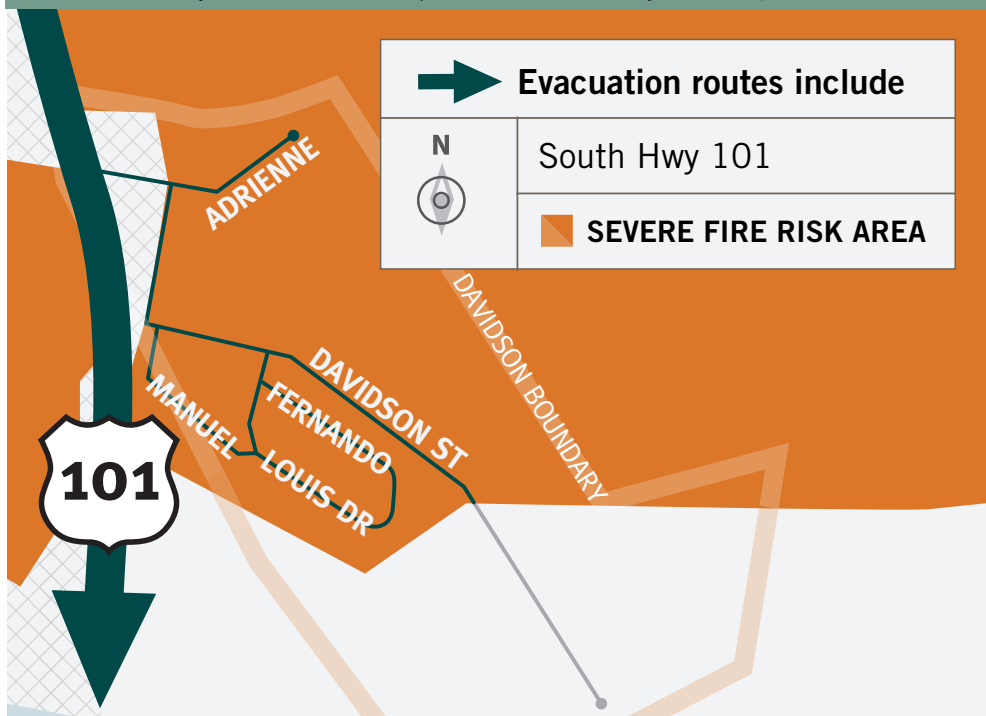 Evacuation routes include
N
South Hwy 101
SEVERE FIRE RISK AREA
ADRIENNE
DAVIDSON BOUNDARY
DAVIDSON ST
FERNANDO
MANUEL
LOUIS DR
101